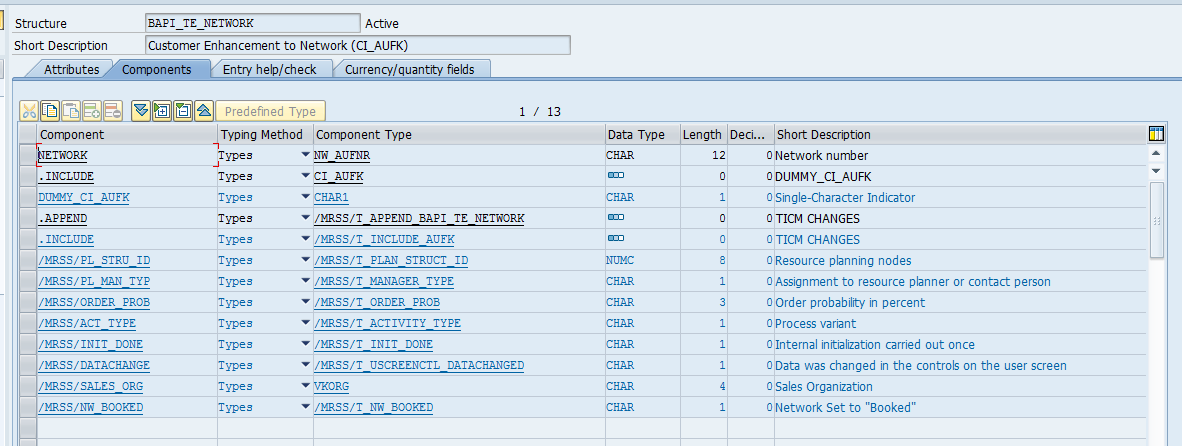 Structure BAPI_TE_NETWORK Active
Short Description Customer Enhancement to Network (CI_AUFK)
Attributes Components Entry help/check Currency/quantity fields
Predefined Type 1 / 13
Component Typing Method Component Type Data Type Length Deci... Short Description
NETWORK Types NW_AUFNR CHAR 12 0 Network number
.INCLUDE Types CI_AUFK 0 0 DUMMY_CI_AUFK
DUMMY_CI_AUFK Types CHAR1 CHAR 1 0 Single-Character Indicator
.APPEND Types /MRSS/T_APPEND_BAPI_TE_NETWORK 0 0 TICM CHANGES
.INCLUDE Types /MRSS/T_INCLUDE_AUFK 0 0 TICM CHANGES
/MRSS/PL_STRU_ID Types /MRSS/T_PLAN_STRUCT_ID NUMC 8 0 Resource planning nodes
/MRSS/PL_MAN_TYP Types /MRSS/T_MANAGER_TYPE CHAR 1 0 Assignment to resource planner or contact person
/MRSS/ORDER_PROB Types /MRSS/T_ORDER_PROB CHAR 3 0 Order probability in percent
/MRSS/ACT_TYPE Types /MRSS/T_ACTIVITY_TYPE CHAR 1 0 Process variant
/MRSS/INIT_DONE Types /MRSS/T_INIT_DONE CHAR 1 0 Internal initialization carried out once
/MRSS/DATACHANGE Types /MRSS/T_USCREENCTL_DATACHANGED CHAR 1 0 Data was changed in the controls on the user screen
/MRSS/SALES_ORG Types VKORG CHAR 4 0 Sales Organization
/MRSS/NW_BOOKED Types /MRSS/T_NW_BOOKED CHAR 1 0 Network Set to "Booked"